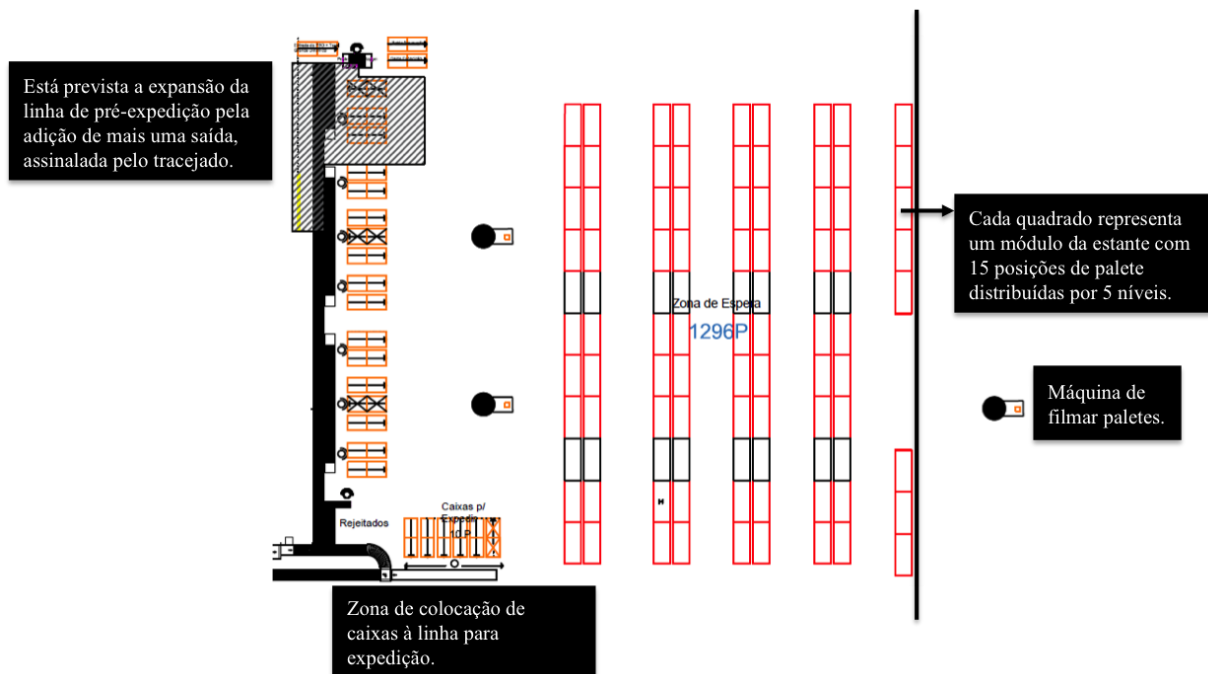 Está prevista a expansão da
linha de pré-expedição pela
adição de mais uma saída,
assinalada pelo tracejado.
Cada quadrado representa
um módulo da estante com
15 posições de palete
distribuídas por 5 níveis.
Zona de Espera
1296P
Máquina de
filmar paletes.
Caixas p/
Expedir
10 P
Rejeitados
Zona de colocação de
caixas à linha para
expedição.